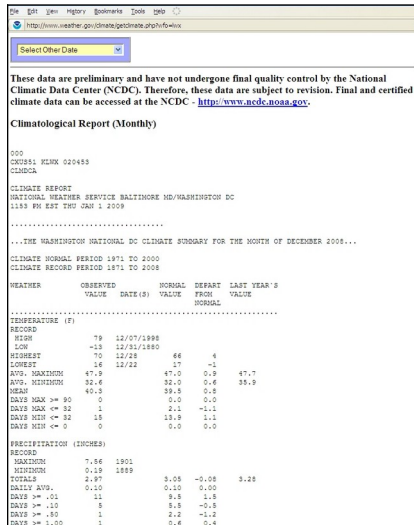 File Edit View History Bookmarks Tools Help
http://www.weather.gov/climate/getclimate.php?wfo=lwx
Select Other Date
These data are preliminary and have not undergone final quality control by the National
Climatic Data Center (NCDC). Therefore, these data are subject to revision. Final and certified
climate data can be accessed at the NCDC - http://www.ncdc.noaa.gov.
Climatological Report (Monthly)
000
CXUS51 KLWX 020453
CLMDCA
CLIMATE REPORT
NATIONAL WEATHER SERVICE BALTIMORE MD/WASHINGTON DC
1153 PM EST THU JAN 1 2009
...................................
...THE WASHINGTON NATIONAL DC CLIMATE SUMMARY FOR THE MONTH OF DECEMBER 2008...
CLIMATE NORMAL PERIOD 1971 TO 2000
CLIMATE RECORD PERIOD 1871 TO 2008
WEATHER OBSERVED NORMAL DEPART LAST YEAR'S
VALUE DATE(S) VALUE FROM VALUE
NORMAL
............................................................
TEMPERATURE (F)
RECORD
HIGH 79 12/07/1998
LOW -13 12/31/1880
HIGHEST 70 12/28 66 4
LOWEST 16 12/22 17 -1
AVG. MAXIMUM 47.9 47.0 0.9 47.7
AVG. MINIMUM 32.6 32.0 0.6 35.9
MEAN 40.3 39.5 0.8
DAYS MAX >= 90 0 0.0 0.0
DAYS MAX <= 32 1 2.1 -1.1
DAYS MIN <= 32 15 13.9 1.1
DAYS MIN <= 0 0 0.0 0.0
PRECIPITATION (INCHES)
RECORD
MAXIMUM 7.56 1901
MINIMUM 0.19 1889
TOTALS 2.97 3.05 -0.08 3.25
DAILY AVG. 0.10 0.10 0.00
DAYS >= .01 11 9.5 1.5
DAYS >= .10 5 5.5 -0.5
DAYS >= .50 1 2.2 -1.2
DAYS >= 1.00 1 0.6 0.4